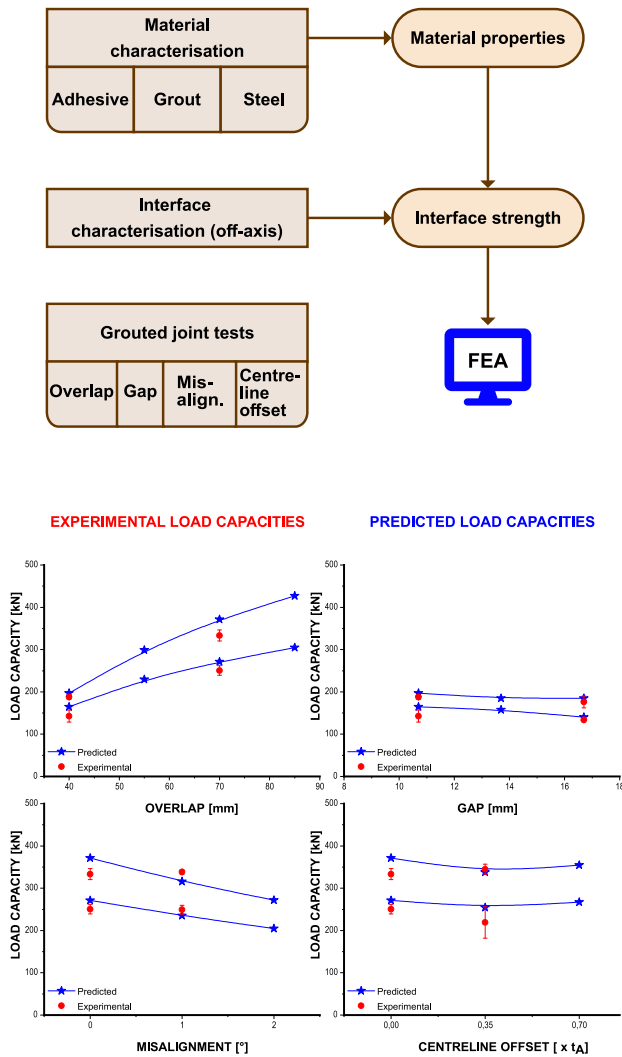 Material
characterisation
Material properties
Adhesive Grout Steel
Interface
characterisation (off-axis)
Interface strength
Grouted joint tests
FEA
Overlap Gap Mis-
align. Centre-
line
offset
EXPERIMENTAL LOAD CAPACITIES
PREDICTED LOAD CAPACITIES
LOAD CAPACITY [kN]
500
400
300
200
100
0
Predicted
Experimental
40 50 60 70 80 90
OVERLAP [mm]
LOAD CAPACITY [kN]
500
400
300
200
100
0
Predicted
Experimental
8 10 12 14 16 18
GAP [mm]
LOAD CAPACITY [kN]
500
400
300
200
100
0
Predicted
Experimental
0 1 2
MISALIGNMENT [°]
LOAD CAPACITY [kN]
500
400
300
200
100
0
Predicted
Experimental
0,00 0,35 0,70
CENTRELINE OFFSET [ x tA]